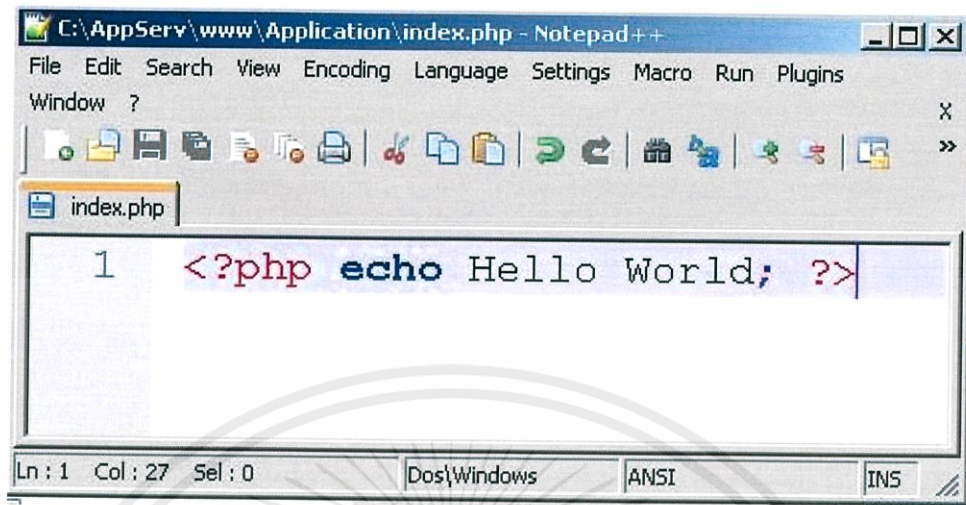 C:\AppServ\www\Application\index.php - Notepad++
File Edit Search View Encoding Language Settings Macro Run Plugins
Window ? X
»
index.php
1 <?php echo Hello World; ?>
Ln : 1 Col : 27 Sel : 0 Dos\Windows ANSI INS